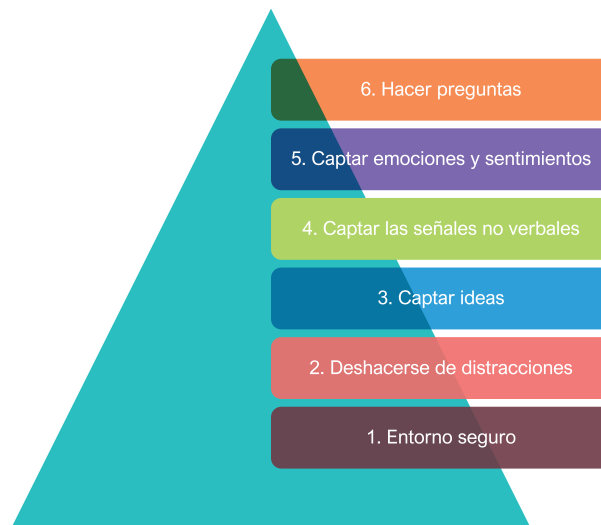 6. Hacer preguntas
5. Captar emociones y sentimientos
4. Captar las señales no verbales
3. Captar ideas
2. Deshacerse de distracciones
1. Entorno seguro